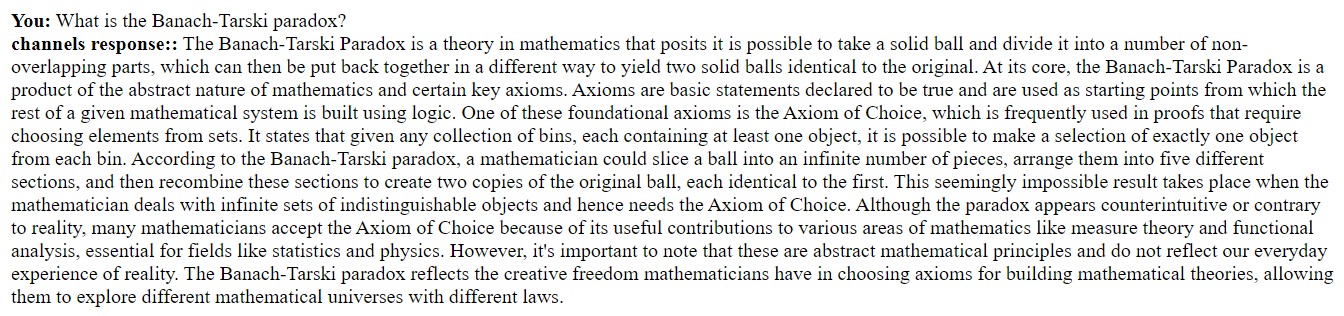 You: What is the Banach-Tarski paradox?
channels response:: The Banach-Tarski Paradox is a theory in mathematics that posits it is possible to take a solid ball and divide it into a number of non-
overlapping parts, which can then be put back together in a different way to yield two solid balls identical to the original. At its core, the Banach-Tarski Paradox is a
product of the abstract nature of mathematics and certain key axioms. Axioms are basic statements declared to be true and are used as starting points from which the
rest of a given mathematical system is built using logic. One of these foundational axioms is the Axiom of Choice, which is frequently used in proofs that require
choosing elements from sets. It states that given any collection of bins, each containing at least one object, it is possible to make a selection of exactly one object
from each bin. According to the Banach-Tarski paradox, a mathematician could slice a ball into an infinite number of pieces, arrange them into five different
sections, and then recombine these sections to create two copies of the original ball, each identical to the first. This seemingly impossible result takes place when the
mathematician deals with infinite sets of indistinguishable objects and hence needs the Axiom of Choice. Although the paradox appears counterintuitive or contrary
to reality, many mathematicians accept the Axiom of Choice because of its useful contributions to various areas of mathematics like measure theory and functional
analysis, essential for fields like statistics and physics. However, it's important to note that these are abstract mathematical principles and do not reflect our everyday
experience of reality. The Banach-Tarski paradox reflects the creative freedom mathematicians have in choosing axioms for building mathematical theories, allowing
them to explore different mathematical universes with different laws.